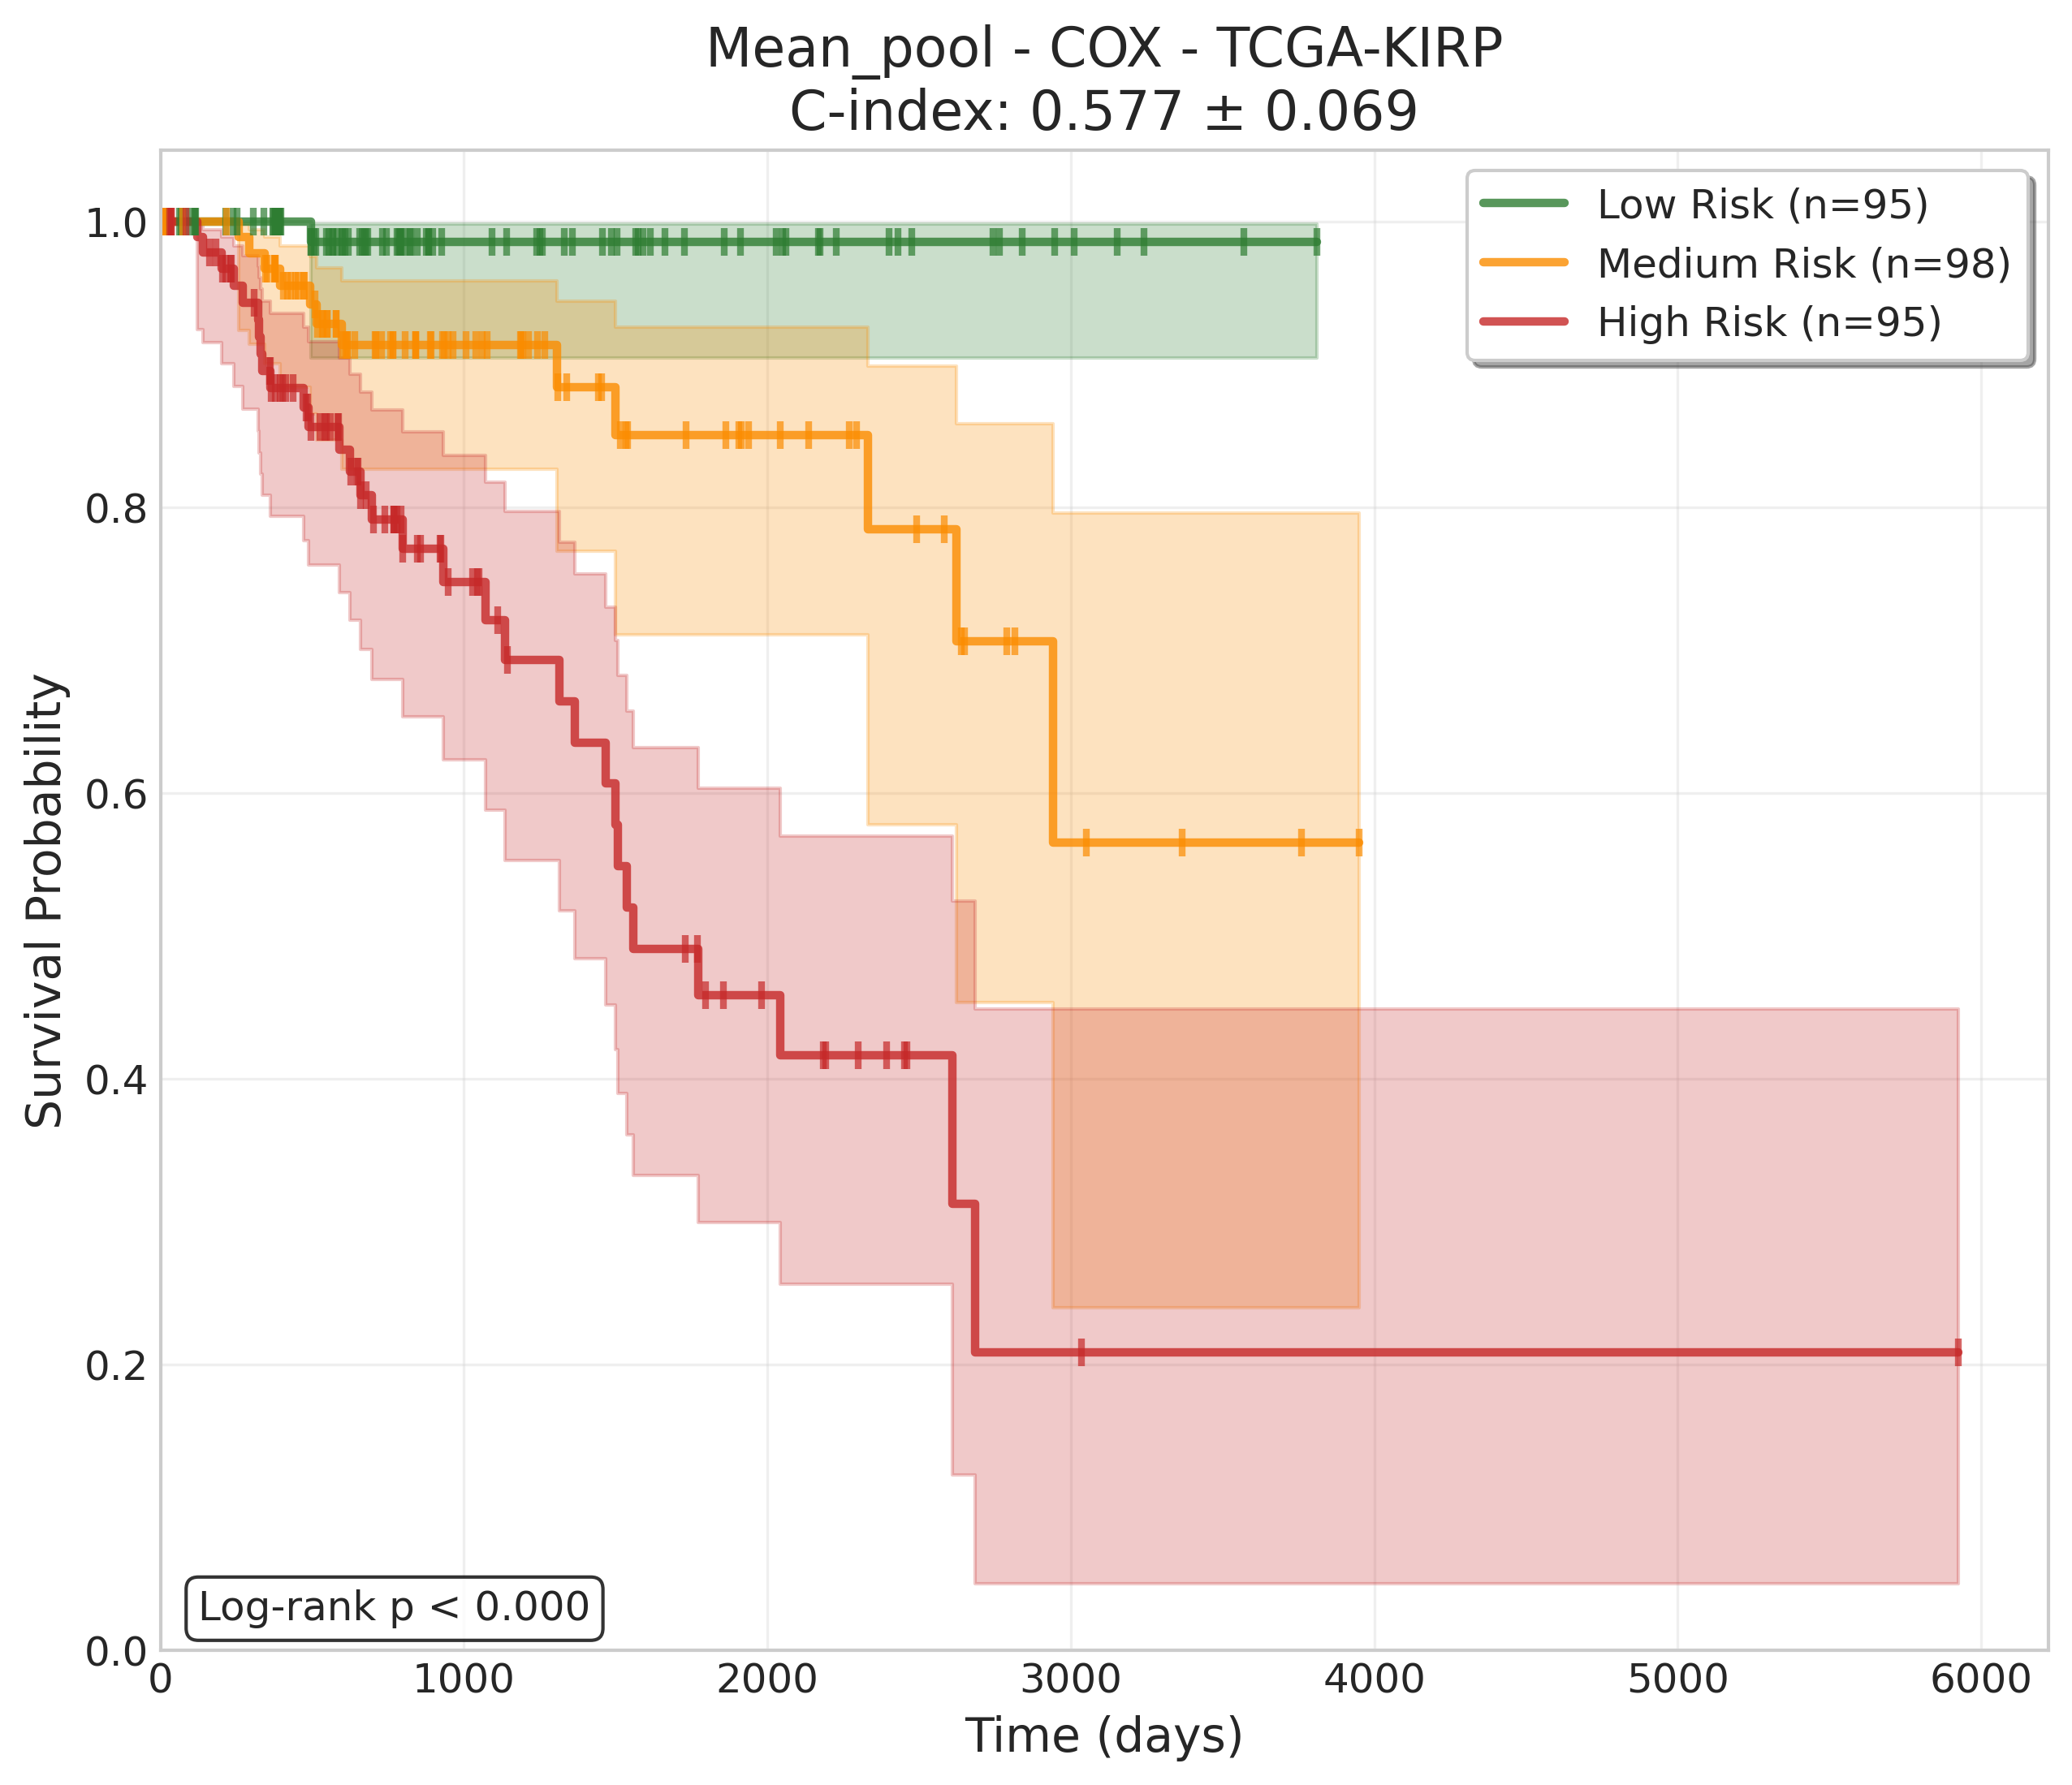 Mean_pool - COX - TCGA-KIRP
C-index: 0.577 ± 0.069
Low Risk (n=95)
Medium Risk (n=98)
High Risk (n=95)
Survival Probability
1.0
0.8
0.6
0.4
0.2
0.0
Log-rank p < 0.000
0 1000 2000 3000 4000 5000 6000
Time (days)